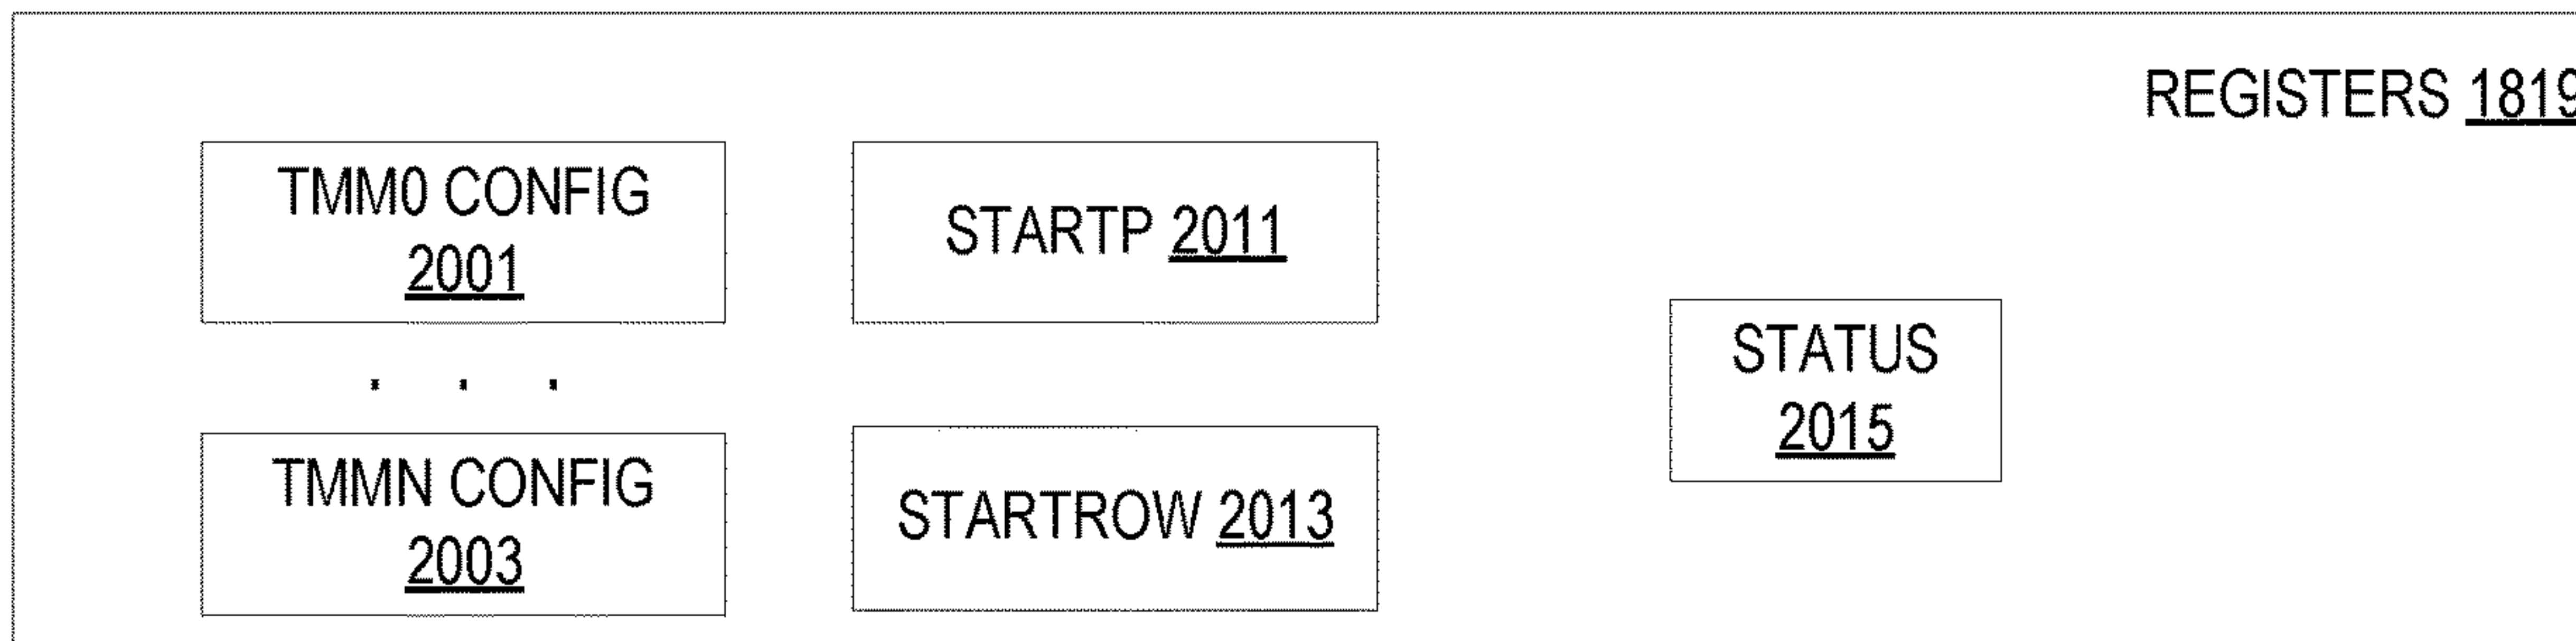 REGISTERS 1819
TMM0 CONFIG
2001
STARTP 2011
STATUS
2015
. . .
TMMN CONFIG
2003
STARTROW 2013